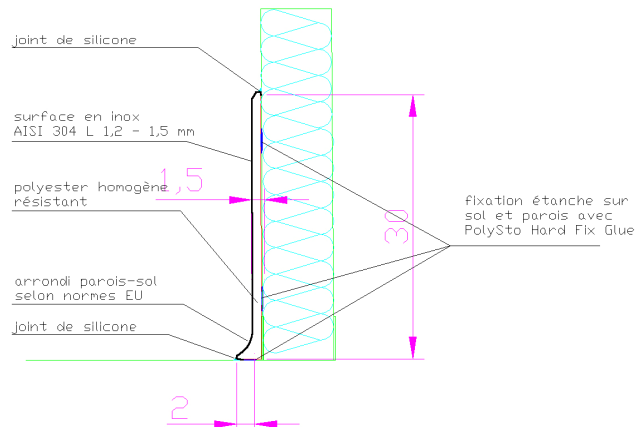 joint de silicone
surface en inox
AISI 304 L 1,2 - 1,5 mm
1,5
polyester homogène
résistant
30
fixation étanche sur
sol et parois avec
PolySto Hard Fix Glue
arrondi parois-sol
selon normes EU
joint de silicone
2